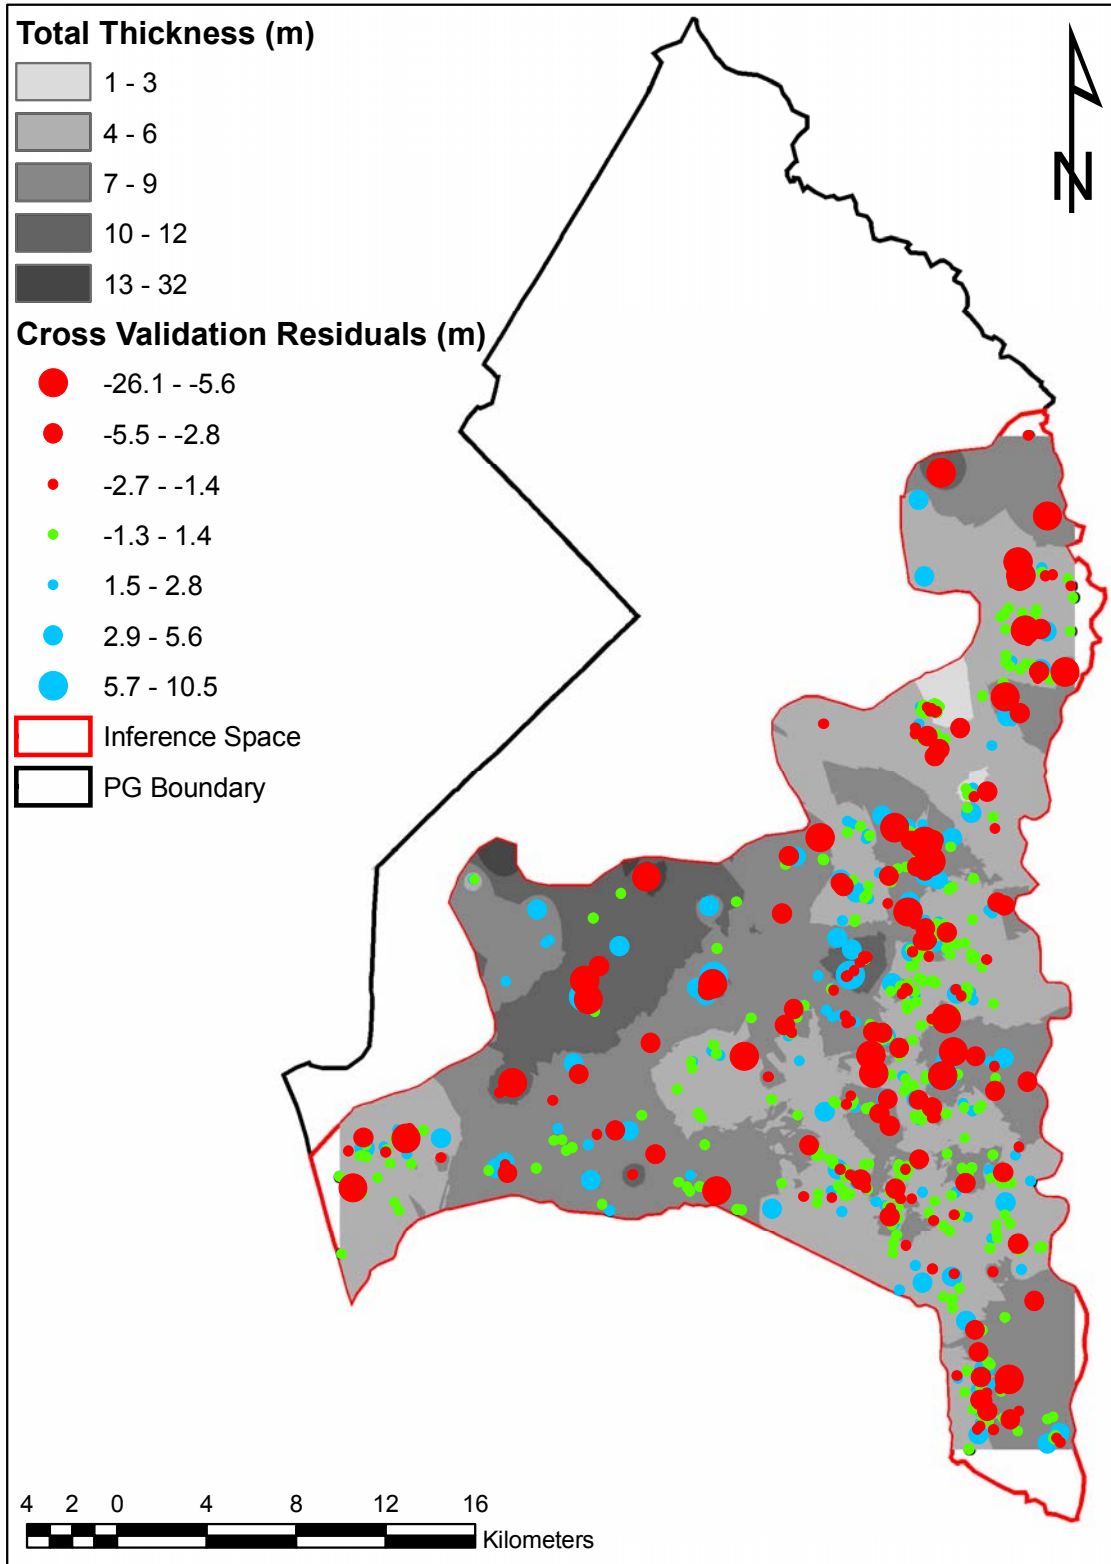 Total Thickness (m)
1 - 3
4 - 6
7 - 9
10 - 12
13 - 32
Cross Validation Residuals (m)
-26.1 - -5.6
-5.5 - -2.8
-2.7 - -1.4
-1.3 - 1.4
1.5 - 2.8
2.9 - 5.6
5.7 - 10.5
Inference Space
PG Boundary
N
4 2 0 4 8 12 16
Kilometers